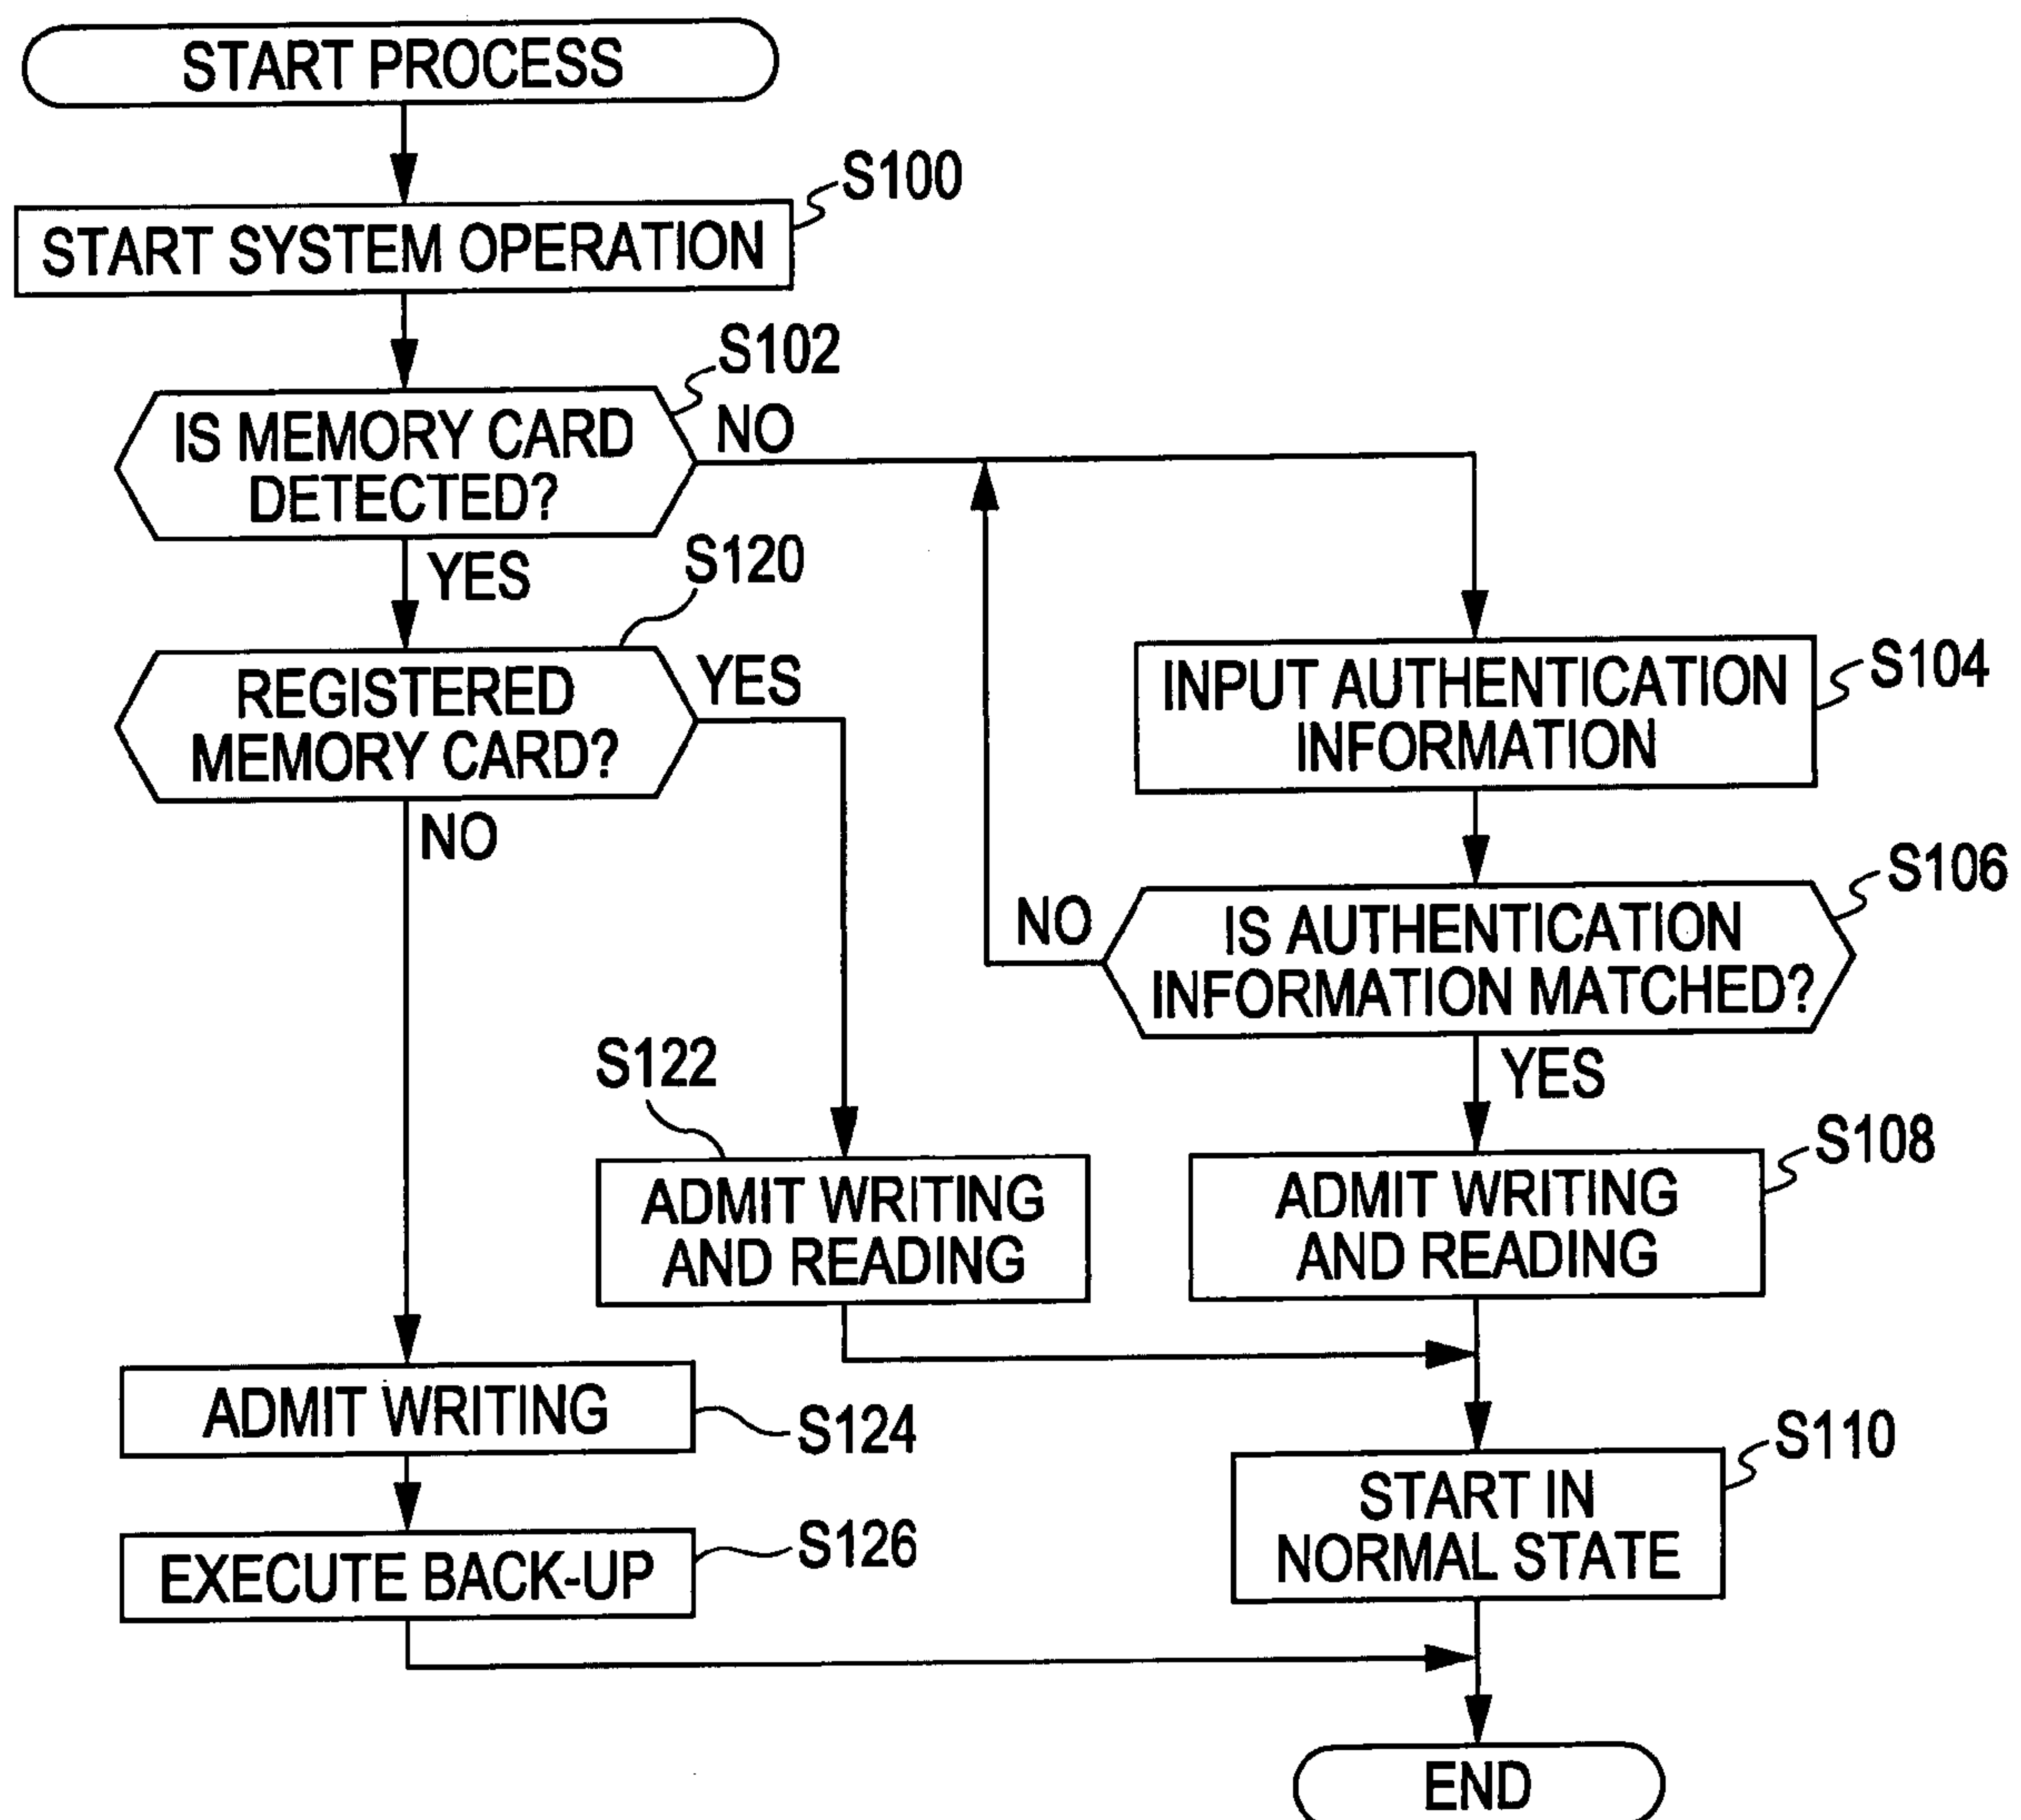 START PROCESS
S100
START SYSTEM OPERATION
S102
IS MEMORY CARD
DETECTED?
NO
YES
S120
REGISTERED
MEMORY CARD?
YES
NO
INPUT AUTHENTICATION
INFORMATION
S104
S106
IS AUTHENTICATION
INFORMATION MATCHED?
NO
YES
S122
ADMIT WRITING
AND READING
S108
ADMIT WRITING
AND READING
ADMIT WRITING
S124
S110
START IN
NORMAL STATE
EXECUTE BACK-UP
S126
END